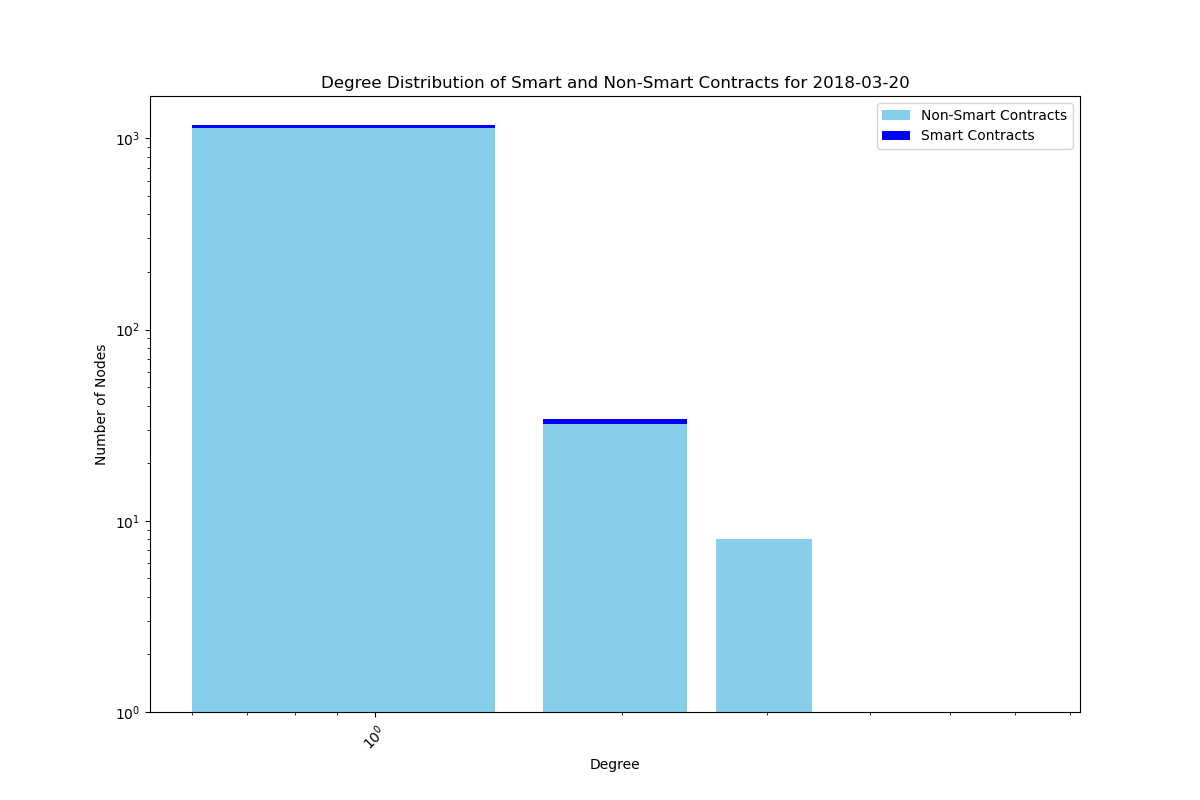 Degree Distribution of Smart and Non-Smart Contracts for 2018-03-20
Non-Smart Contracts
Smart Contracts
10³
10²
10¹
10⁰
Number of Nodes
10⁰
Degree